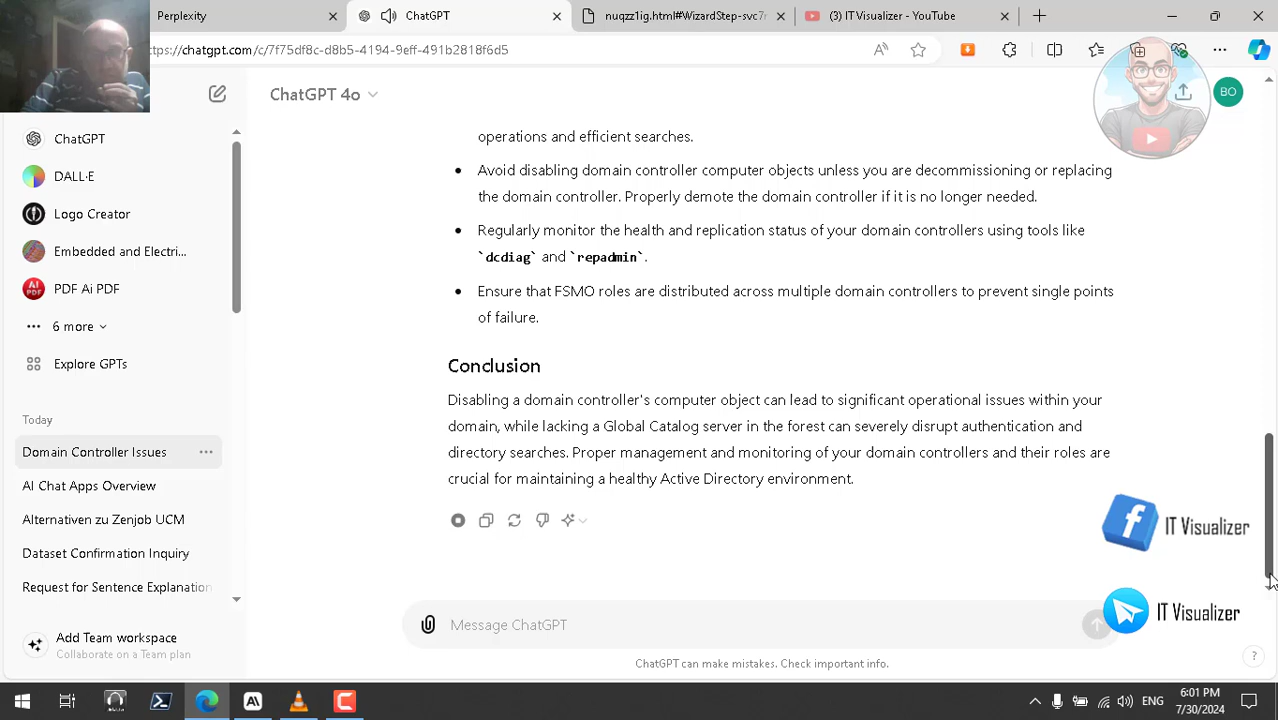 Perplexity
ChatGPT
nuqzz1ig.html#WizardStep-svc7
(3) IT Visualizer - YouTube
ttps://chatgpt.com/c/7f75df8c-d8b5-4194-9eff-491b2818f6d5
ChatGPT 4o
BO
ChatGPT
DALL·E
Logo Creator
Embedded and Electri...
PDF Ai PDF
6 more
Explore GPTs
Today
Domain Controller Issues
AI Chat Apps Overview
Alternativen zu Zenjob UCM
Dataset Confirmation Inquiry
Request for Sentence Explanation
Add Team workspace
Collaborate on a Team plan
operations and efficient searches.
Avoid disabling domain controller computer objects unless you are decommissioning or replacing
the domain controller. Properly demote the domain controller if it is no longer needed.
Regularly monitor the health and replication status of your domain controllers using tools like
`dcdiag` and `repadmin`.
Ensure that FSMO roles are distributed across multiple domain controllers to prevent single points
of failure.
Conclusion
Disabling a domain controller's computer object can lead to significant operational issues within your
domain, while lacking a Global Catalog server in the forest can severely disrupt authentication and
directory searches. Proper management and monitoring of your domain controllers and their roles are
crucial for maintaining a healthy Active Directory environment.
IT Visualizer
IT Visualizer
Message ChatGPT
ChatGPT can make mistakes. Check important info.
?
ENG
6:01 PM
7/30/2024